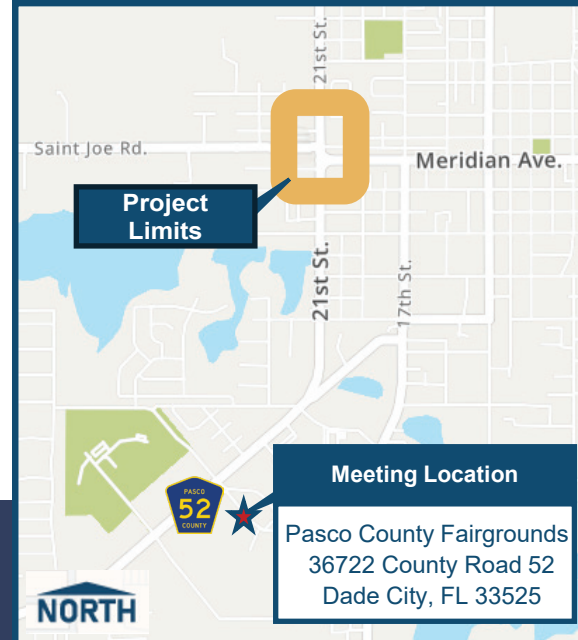 21st St.
Saint Joe Rd.
Meridian Ave.
Project
Limits
21st St.
17th St.
Meeting Location
PASCO
52
COUNTY
Pasco County Fairgrounds
36722 County Road 52
Dade City, FL 33525
NORTH